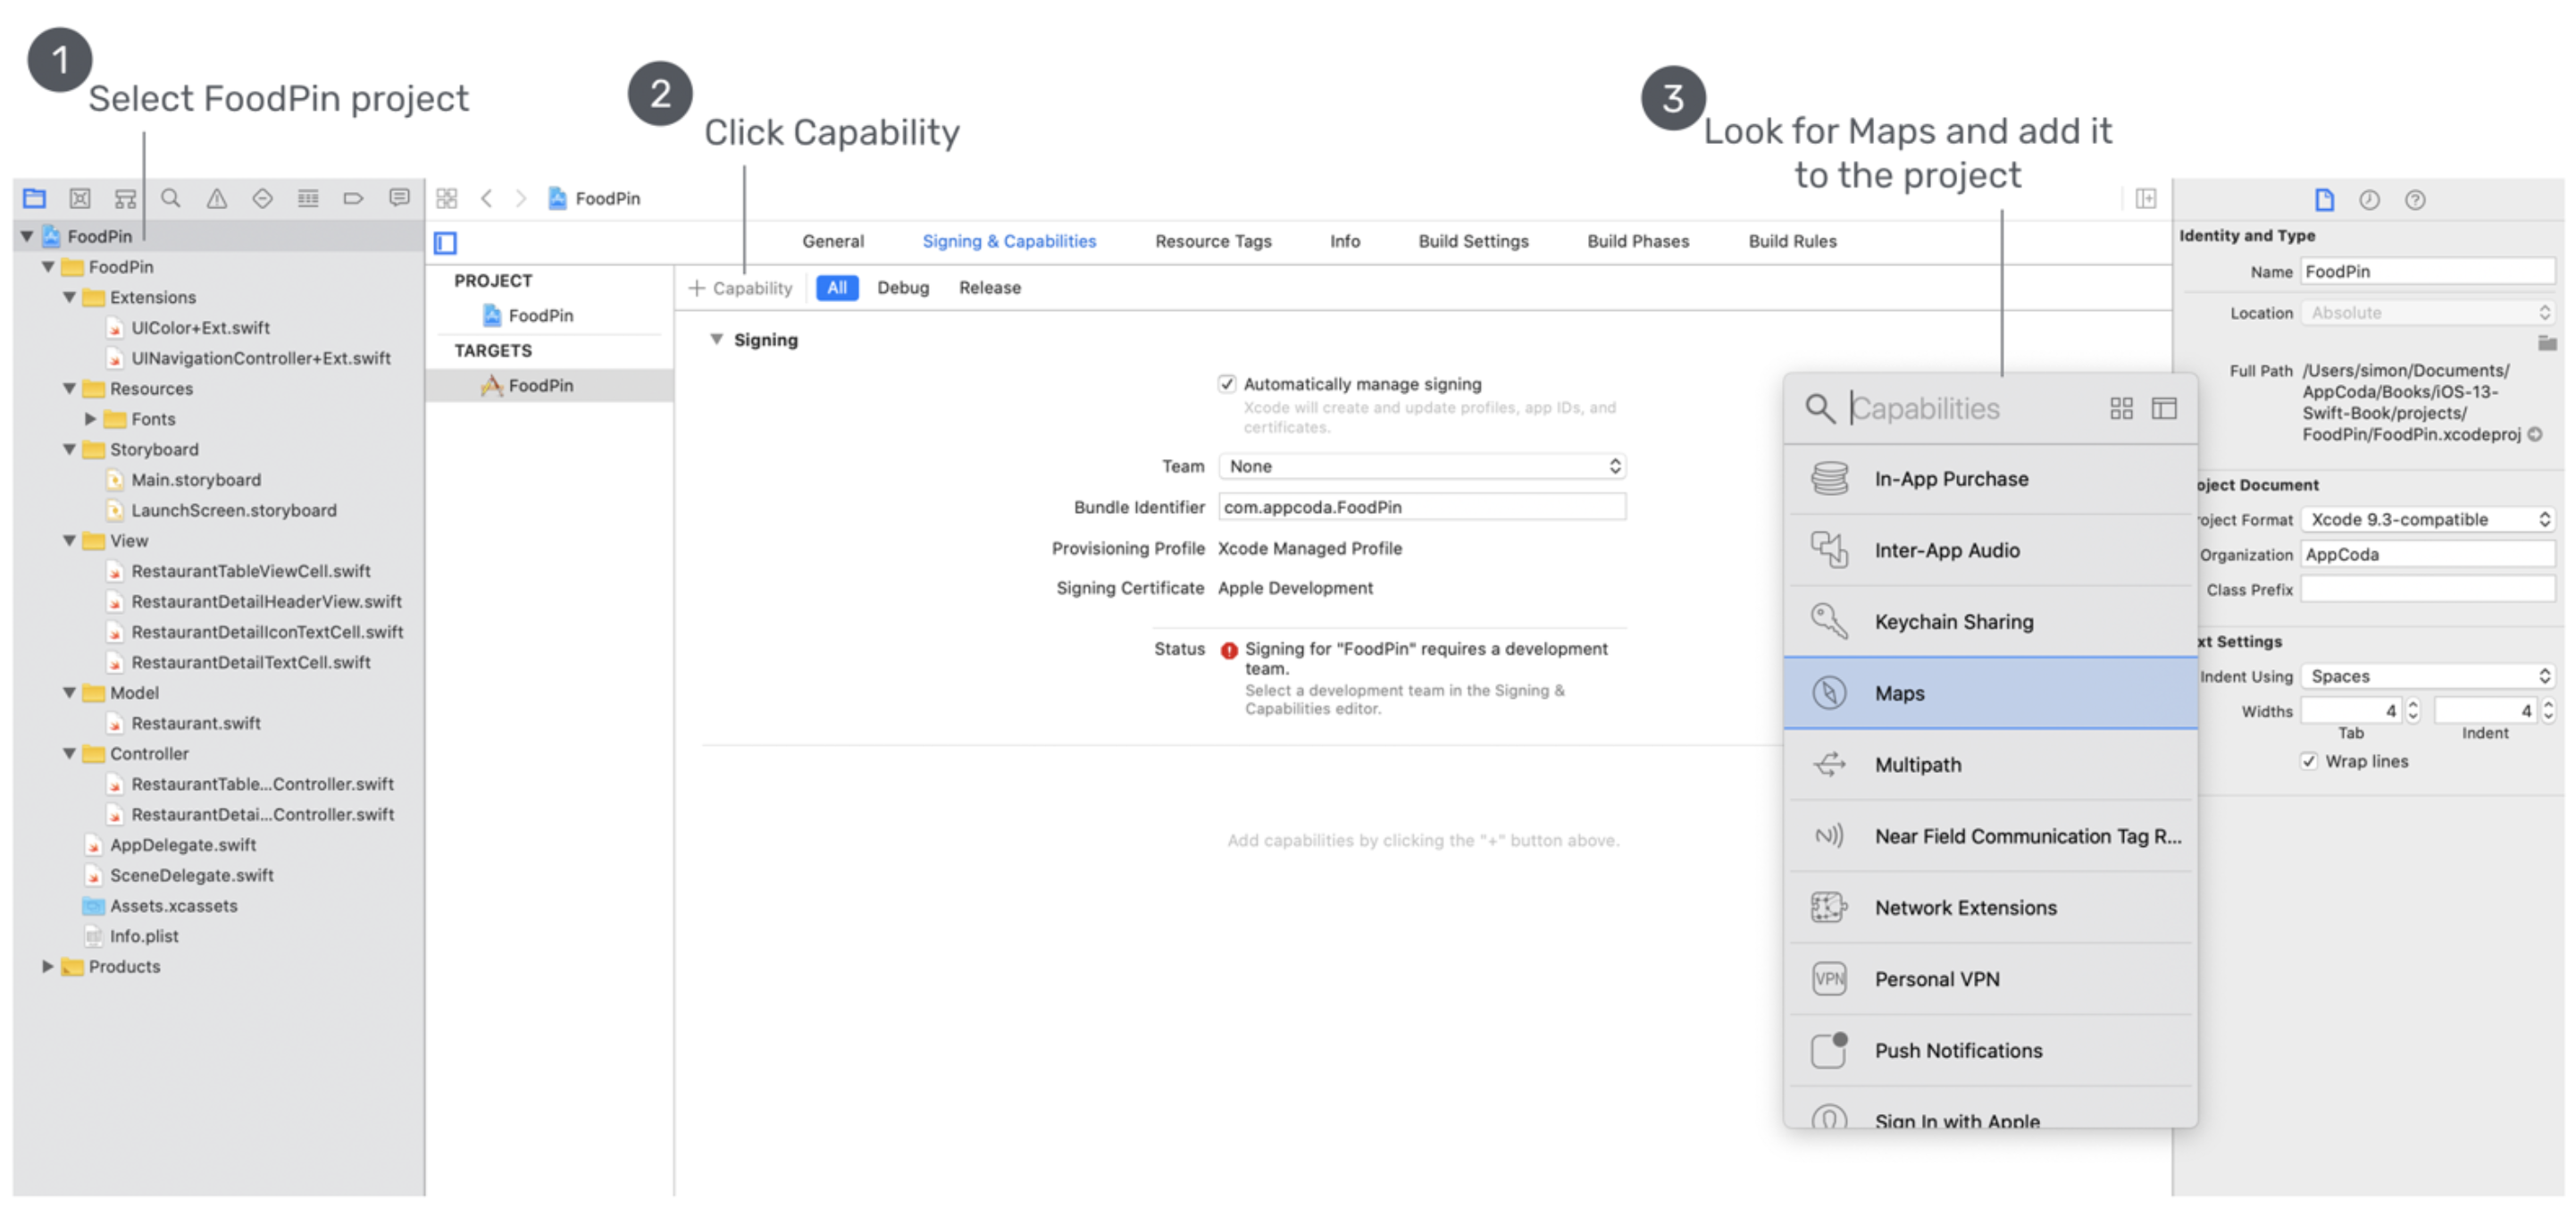 1
Select FoodPin project
2
Click Capability
3
Look for Maps and add it
to the project
FoodPin
FoodPin
Extensions
UIColor+Ext.swift
UINavigationController+Ext.swift
Resources
Fonts
Storyboard
Main.storyboard
LaunchScreen.storyboard
View
RestaurantTableViewCell.swift
RestaurantDetailHeaderView.swift
RestaurantDetailIconTextCell.swift
RestaurantDetailTextCell.swift
Model
Restaurant.swift
Controller
RestaurantTable...Controller.swift
RestaurantDetai...Controller.swift
AppDelegate.swift
SceneDelegate.swift
Assets.xcassets
Info.plist
Products
FoodPin
General Signing & Capabilities Resource Tags Info Build Settings Build Phases Build Rules
PROJECT
FoodPin
TARGETS
FoodPin
+ Capability All Debug Release
Signing
Automatically manage signing
Xcode will create and update profiles, app IDs, and
certificates.
Team None
Bundle Identifier com.appcoda.FoodPin
Provisioning Profile Xcode Managed Profile
Signing Certificate Apple Development
Status Signing for "FoodPin" requires a development
team.
Select a development team in the Signing &
Capabilities editor.
Add capabilities by clicking the "+" button above.
Capabilities
In-App Purchase
Inter-App Audio
Keychain Sharing
Maps
Multipath
Near Field Communication Tag R...
Network Extensions
VPN Personal VPN
Push Notifications
Sign In with Apple
Identity and Type
Name FoodPin
Location Absolute
Full Path /Users/simon/Documents/
AppCoda/Books/iOS-13-
Swift-Book/projects/
FoodPin/FoodPin.xcodeproj
oject Document
roject Format Xcode 9.3-compatible
Organization AppCoda
Class Prefix
xt Settings
Indent Using Spaces
Widths 4 4
Tab Indent
Wrap lines